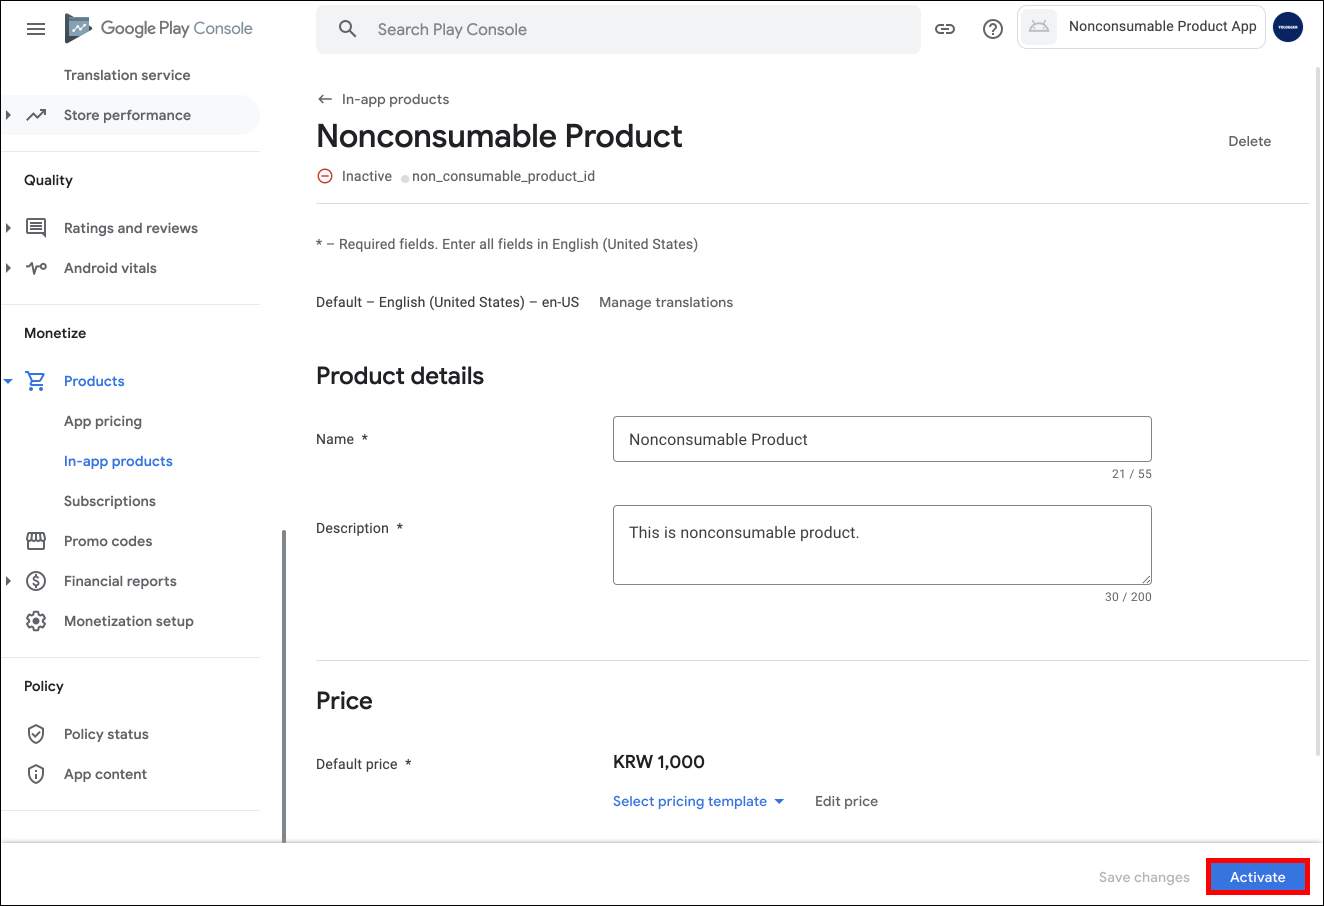 Google Play Console
Search Play Console
Nonconsumable Product App
Translation service
Store performance
Quality
Ratings and reviews
Android vitals
Monetize
Products
App pricing
In-app products
Subscriptions
Promo codes
Financial reports
Monetization setup
Policy
Policy status
App content
In-app products
Nonconsumable Product
Delete
Inactive non_consumable_product_id
* – Required fields. Enter all fields in English (United States)
Default – English (United States) – en-US Manage translations
Product details
Name *
Nonconsumable Product
21 / 55
Description *
This is nonconsumable product.
30 / 200
Price
Default price *
KRW 1,000
Select pricing template Edit price
Save changes Activate